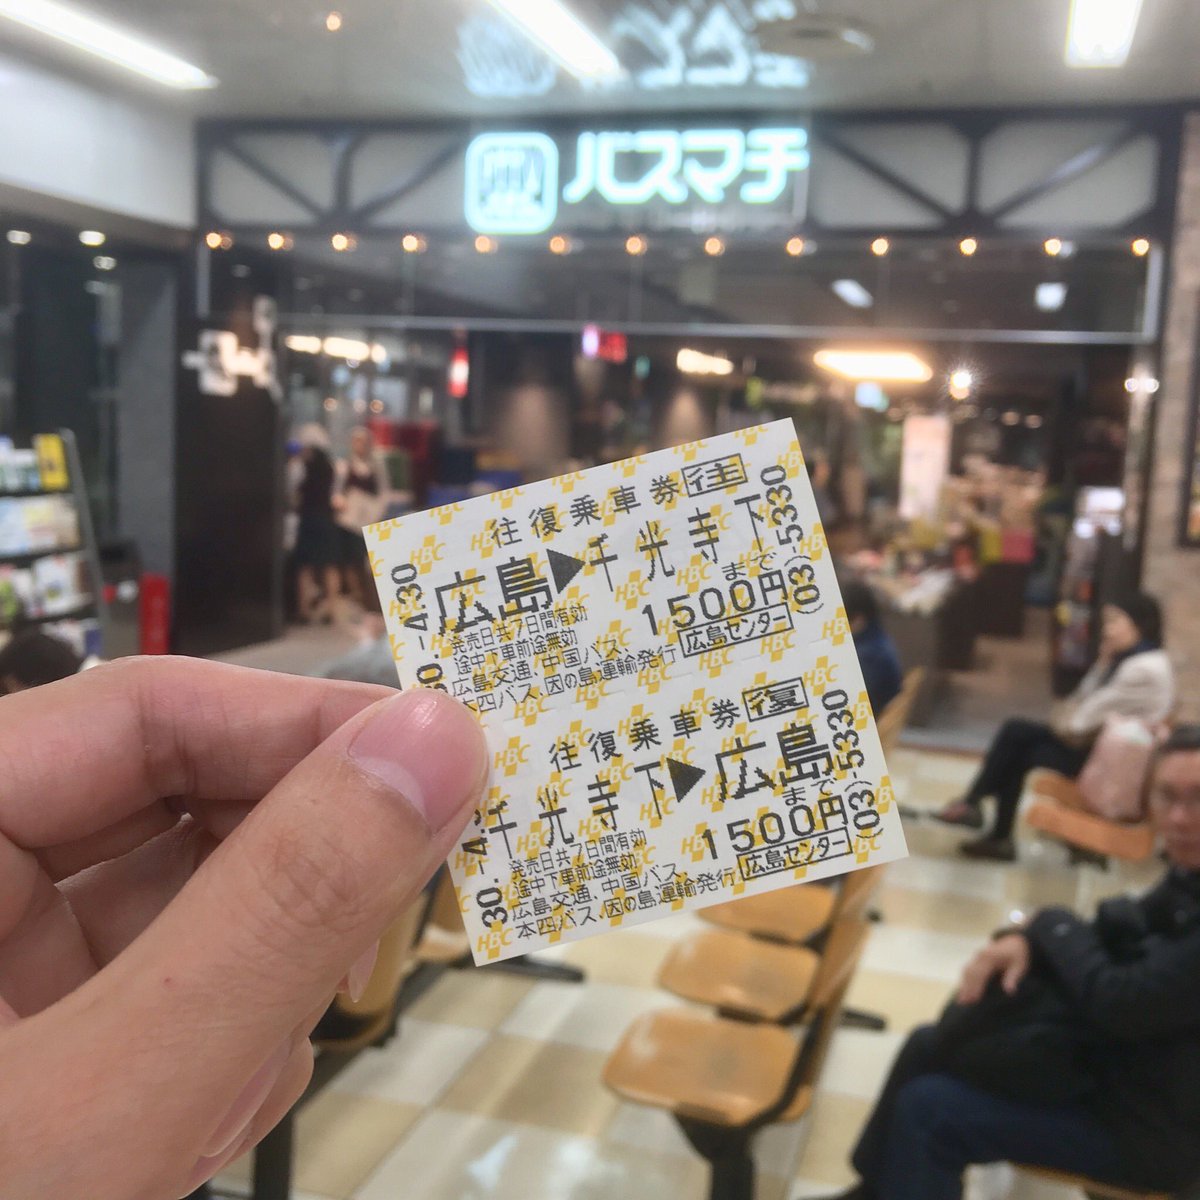 バスマチ
往復乗車券 往
広島▶千光寺下
まで
1500円
発売日共7日間有効
途中下車前途無効
広島交通、中国バス、
本四バス、因の島運輸発行
広島センター
4.30
(03)-5330
往復乗車券 復
千光寺下▶広島
まで
1500円
発売日共7日間有効
途中下車前途無効
広島交通、中国バス、
本四バス、因の島運輸発行
広島センター
(03)-5330
HBC